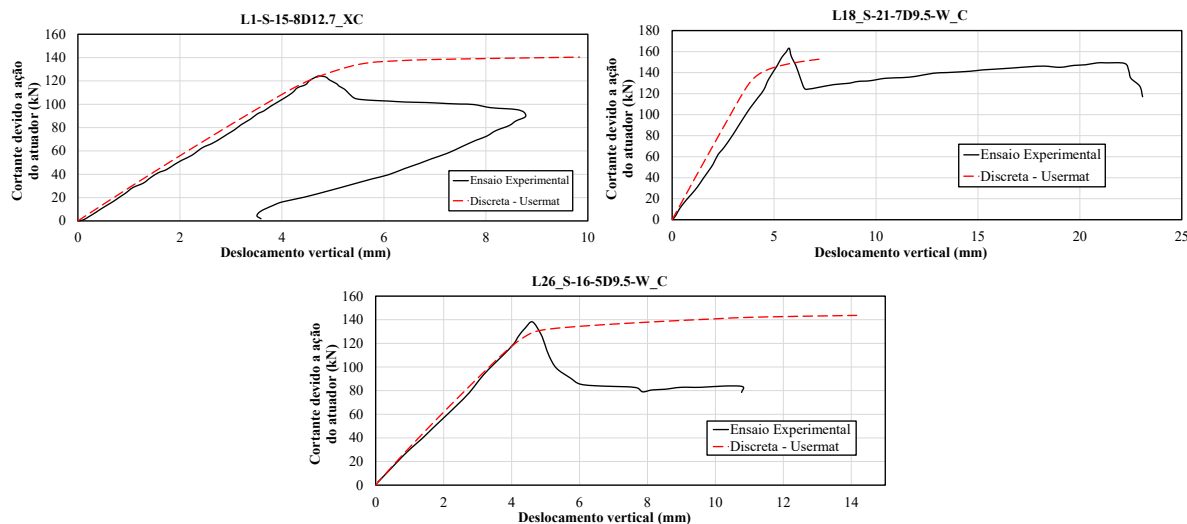 L1-S-15-8D12.7_XC
160
140
120
100
80
60
40
20
0
Cortante devido a ação
do atuador (kN)
Ensaio Experimental
Discreta - Usermat
0 2 4 6 8 10
Deslocamento vertical (mm)
L18_S-21-7D9.5-W_C
180
160
140
120
100
80
60
40
20
0
Cortante devido a ação
do atuador (kN)
Ensaio Experimental
Discreta - Usermat
0 5 10 15 20 25
Deslocamento vertical (mm)
L26_S-16-5D9.5-W_C
160
140
120
100
80
60
40
20
0
Cortante devido a ação
do atuador (kN)
Ensaio Experimental
Discreta - Usermat
0 2 4 6 8 10 12 14
Deslocamento vertical (mm)